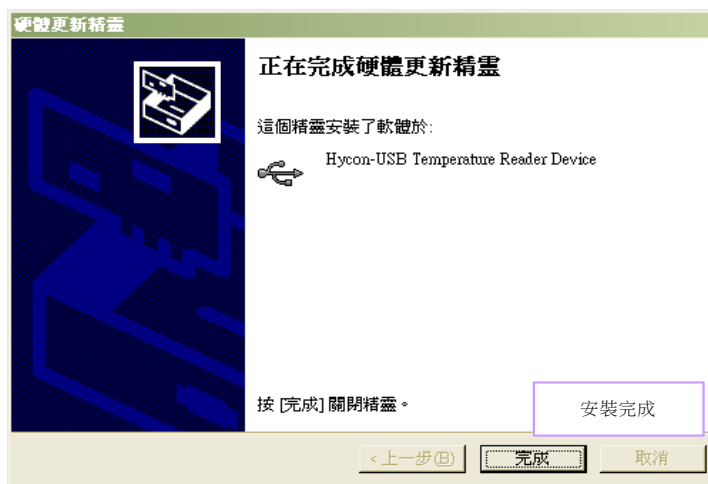 硬體更新精靈
正在完成硬體更新精靈
這個精靈安裝了軟體於:
Hycon-USB Temperature Reader Device
按 [完成] 關閉精靈。
安裝完成
<上一步(B)
完成
取消